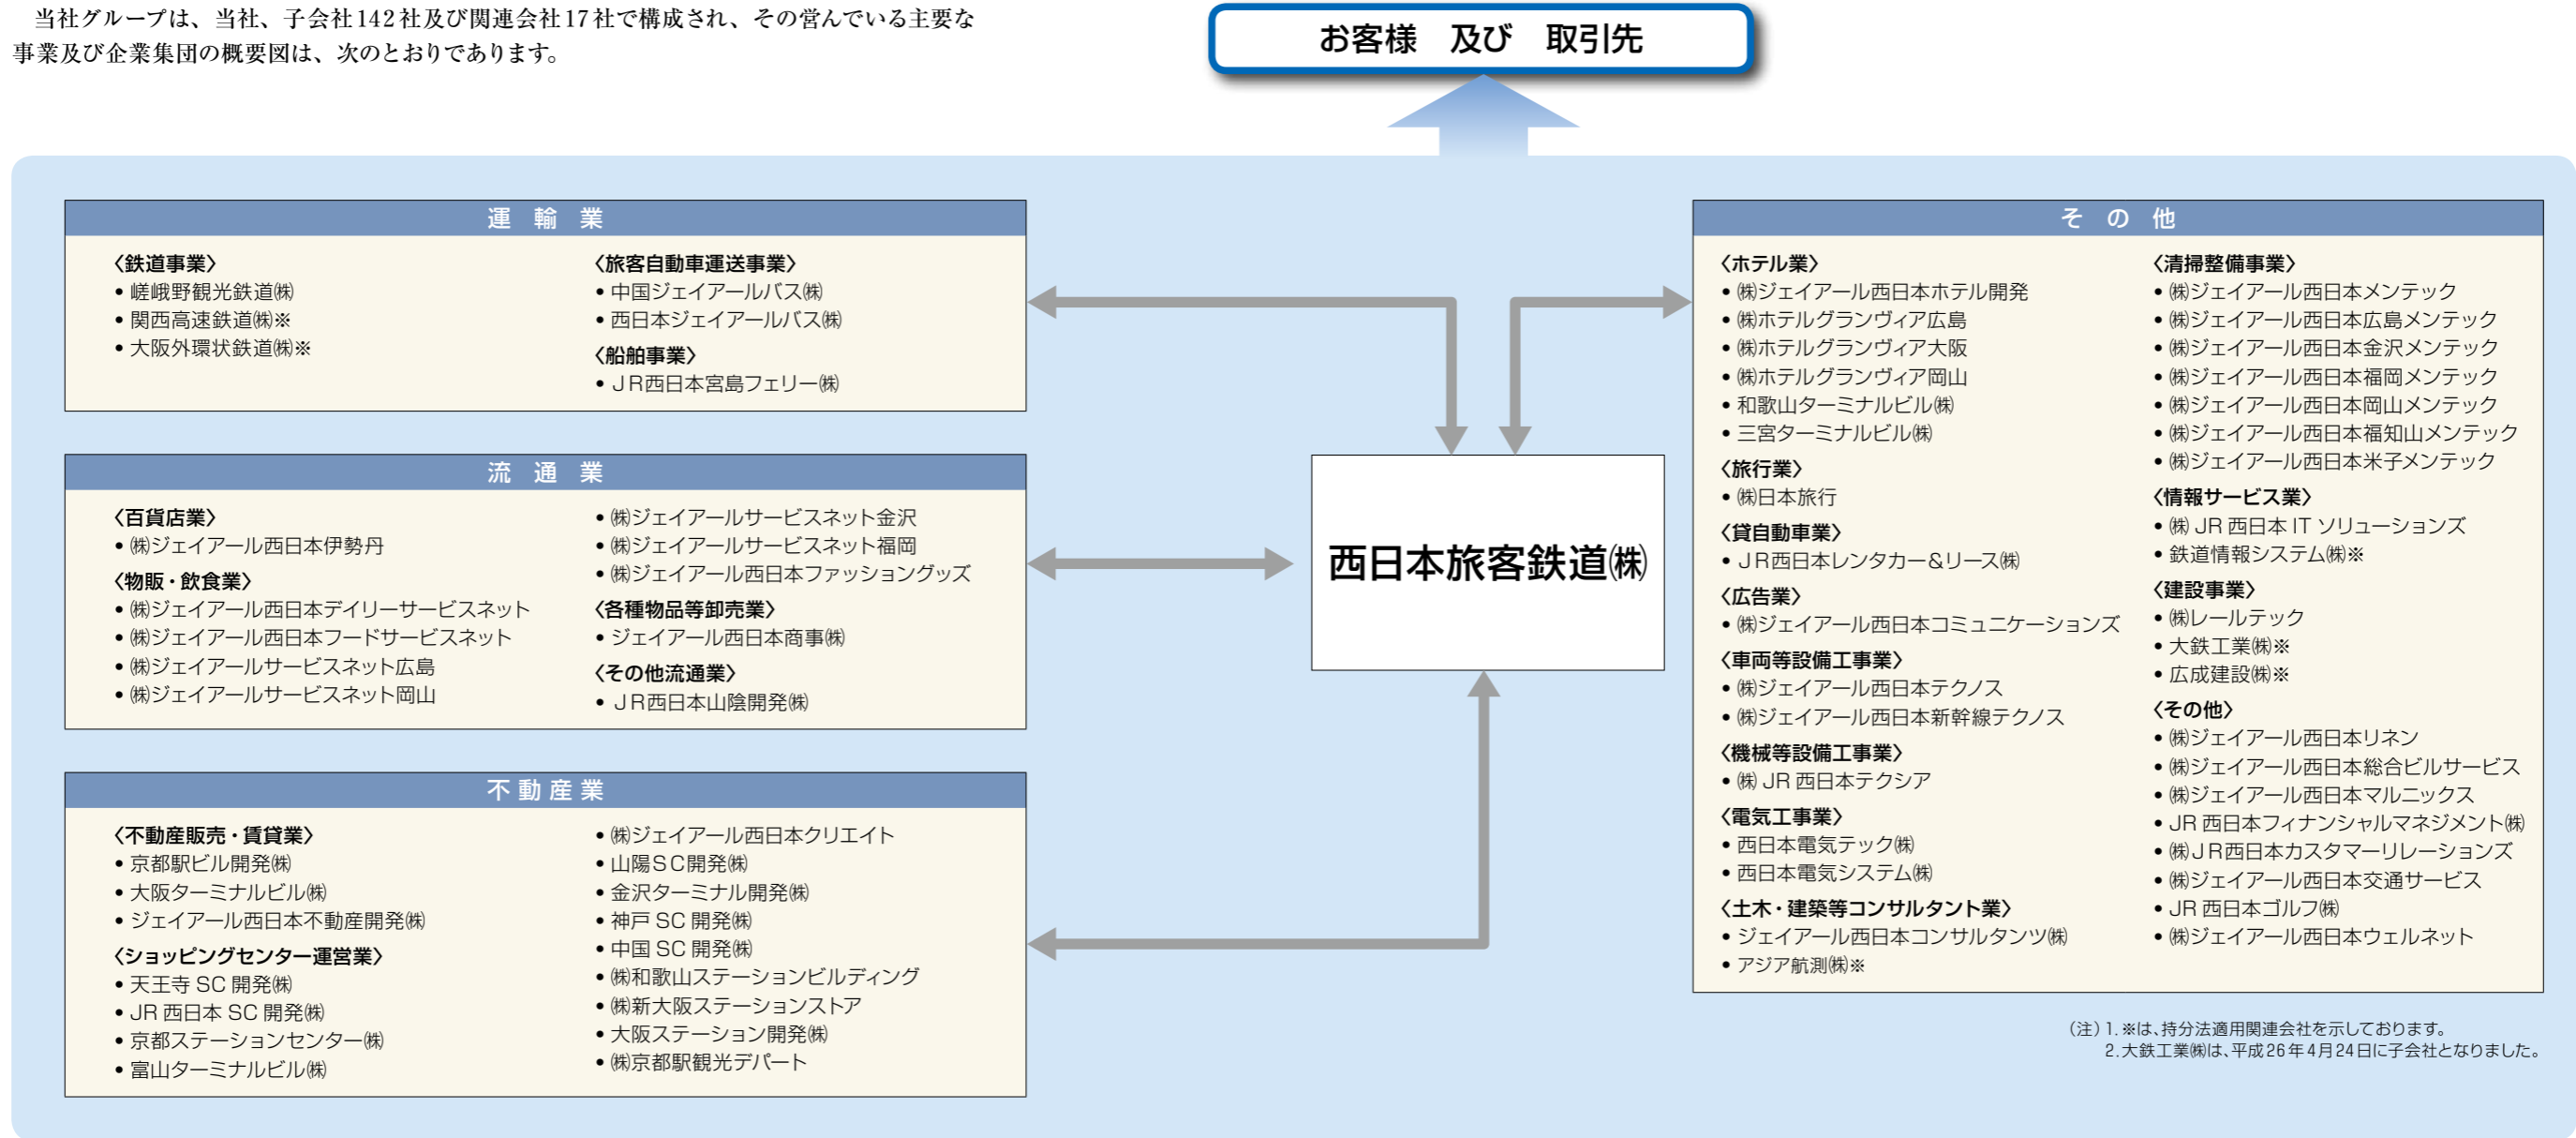 当社グループは、当社、子会社142社及び関連会社17社で構成され、その営んでいる主要な
事業及び企業集団の概要図は、次のとおりであります。
お客様 及び 取引先
運輸業
〈鉄道事業〉
• 嵯峨野観光鉄道㈱
• 関西高速鉄道㈱※
• 大阪外環状鉄道㈱※
〈旅客自動車運送事業〉
• 中国ジェイアールバス㈱
• 西日本ジェイアールバス㈱
〈船舶事業〉
• JR西日本宮島フェリー㈱
流通業
〈百貨店業〉
• ㈱ジェイアール西日本伊勢丹
〈物販・飲食業〉
• ㈱ジェイアール西日本デイリーサービスネット
• ㈱ジェイアール西日本フードサービスネット
• ㈱ジェイアールサービスネット広島
• ㈱ジェイアールサービスネット岡山
• ㈱ジェイアールサービスネット金沢
• ㈱ジェイアールサービスネット福岡
• ㈱ジェイアール西日本ファッショングッズ
〈各種物品等卸売業〉
• ジェイアール西日本商事㈱
〈その他流通業〉
• JR西日本山陰開発㈱
不動産業
〈不動産販売・賃貸業〉
• 京都駅ビル開発㈱
• 大阪ターミナルビル㈱
• ジェイアール西日本不動産開発㈱
〈ショッピングセンター運営業〉
• 天王寺 SC 開発㈱
• JR 西日本 SC 開発㈱
• 京都ステーションセンター㈱
• 富山ターミナルビル㈱
• ㈱ジェイアール西日本クリエイト
• 山陽SC開発㈱
• 金沢ターミナル開発㈱
• 神戸 SC 開発㈱
• 中国 SC 開発㈱
• ㈱和歌山ステーションビルディング
• ㈱新大阪ステーションストア
• 大阪ステーション開発㈱
• ㈱京都駅観光デパート
西日本旅客鉄道㈱
その他
〈ホテル業〉
• ㈱ジェイアール西日本ホテル開発
• ㈱ホテルグランヴィア広島
• ㈱ホテルグランヴィア大阪
• ㈱ホテルグランヴィア岡山
• 和歌山ターミナルビル㈱
• 三宮ターミナルビル㈱
〈旅行業〉
• ㈱日本旅行
〈貸自動車業〉
• JR西日本レンタカー&リース㈱
〈広告業〉
• ㈱ジェイアール西日本コミュニケーションズ
〈車両等設備工事業〉
• ㈱ジェイアール西日本テクノス
• ㈱ジェイアール西日本新幹線テクノス
〈機械等設備工事業〉
• ㈱ JR 西日本テクシア
〈電気工事業〉
• 西日本電気テック㈱
• 西日本電気システム㈱
〈土木・建築等コンサルタント業〉
• ジェイアール西日本コンサルタンツ㈱
• アジア航測㈱※
〈清掃整備事業〉
• ㈱ジェイアール西日本メンテック
• ㈱ジェイアール西日本広島メンテック
• ㈱ジェイアール西日本金沢メンテック
• ㈱ジェイアール西日本福岡メンテック
• ㈱ジェイアール西日本岡山メンテック
• ㈱ジェイアール西日本福知山メンテック
• ㈱ジェイアール西日本米子メンテック
〈情報サービス業〉
• ㈱ JR 西日本 IT ソリューションズ
• 鉄道情報システム㈱※
〈建設事業〉
• ㈱レールテック
• 大鉄工業㈱※
• 広成建設㈱※
〈その他〉
• ㈱ジェイアール西日本リネン
• ㈱ジェイアール西日本総合ビルサービス
• ㈱ジェイアール西日本マルニックス
• JR 西日本フィナンシャルマネジメント㈱
• ㈱JR西日本カスタマーリレーションズ
• ㈱ジェイアール西日本交通サービス
• JR 西日本ゴルフ㈱
• ㈱ジェイアール西日本ウェルネット
(注)1.※は、持分法適用関連会社を示しております。
2.大鉄工業㈱は、平成26年4月24日に子会社となりました。